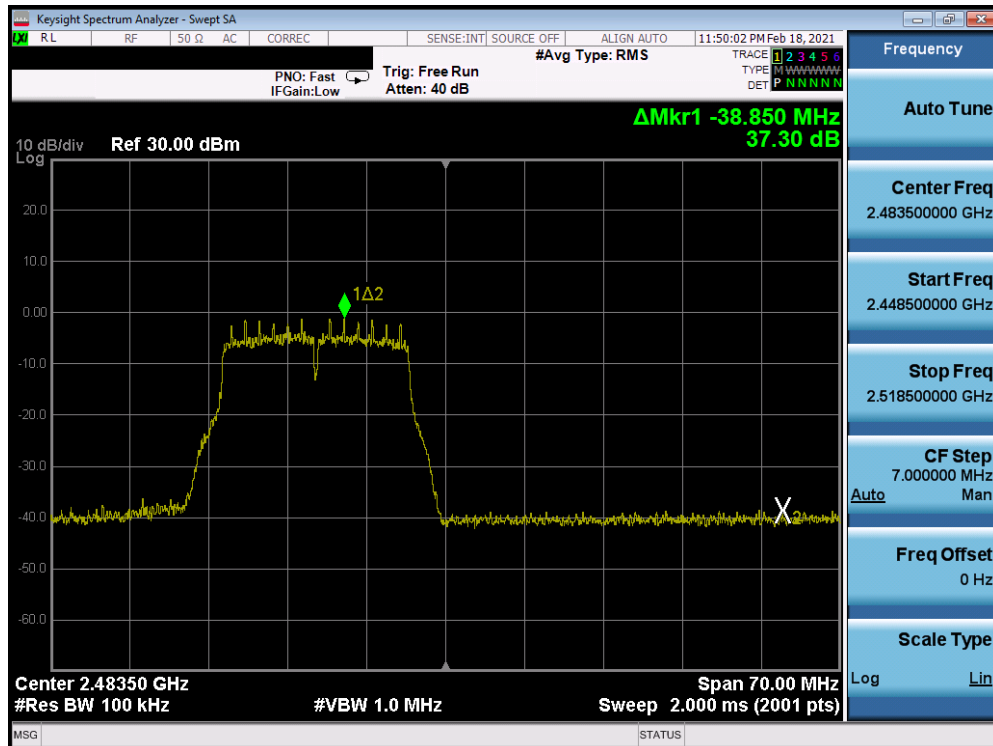 Keysight Spectrum Analyzer - Swept SA
LXI RL RF 50 Ω AC CORREC SENSE:INT SOURCE OFF ALIGN AUTO 11:50:02 PM Feb 18, 2021
#Avg Type: RMS
TRACE 1 2 3 4 5 6
PNO: Fast Trig: Free Run
TYPE M W W W W W
IFGain:Low Atten: 40 dB
DET P N N N N N
ΔMkr1 -38.850 MHz
37.30 dB
10 dB/div Ref 30.00 dBm
Log
20.0
10.0
0.00
-10.0
-20.0
-30.0
-40.0
-50.0
-60.0
1Δ2
X2
Center 2.48350 GHz Span 70.00 MHz
#Res BW 100 kHz #VBW 1.0 MHz Sweep 2.000 ms (2001 pts)
MSG STATUS
Frequency
Auto Tune
Center Freq
2.483500000 GHz
Start Freq
2.448500000 GHz
Stop Freq
2.518500000 GHz
CF Step
7.000000 MHz
Auto Man
Freq Offset
0 Hz
Scale Type
Log Lin